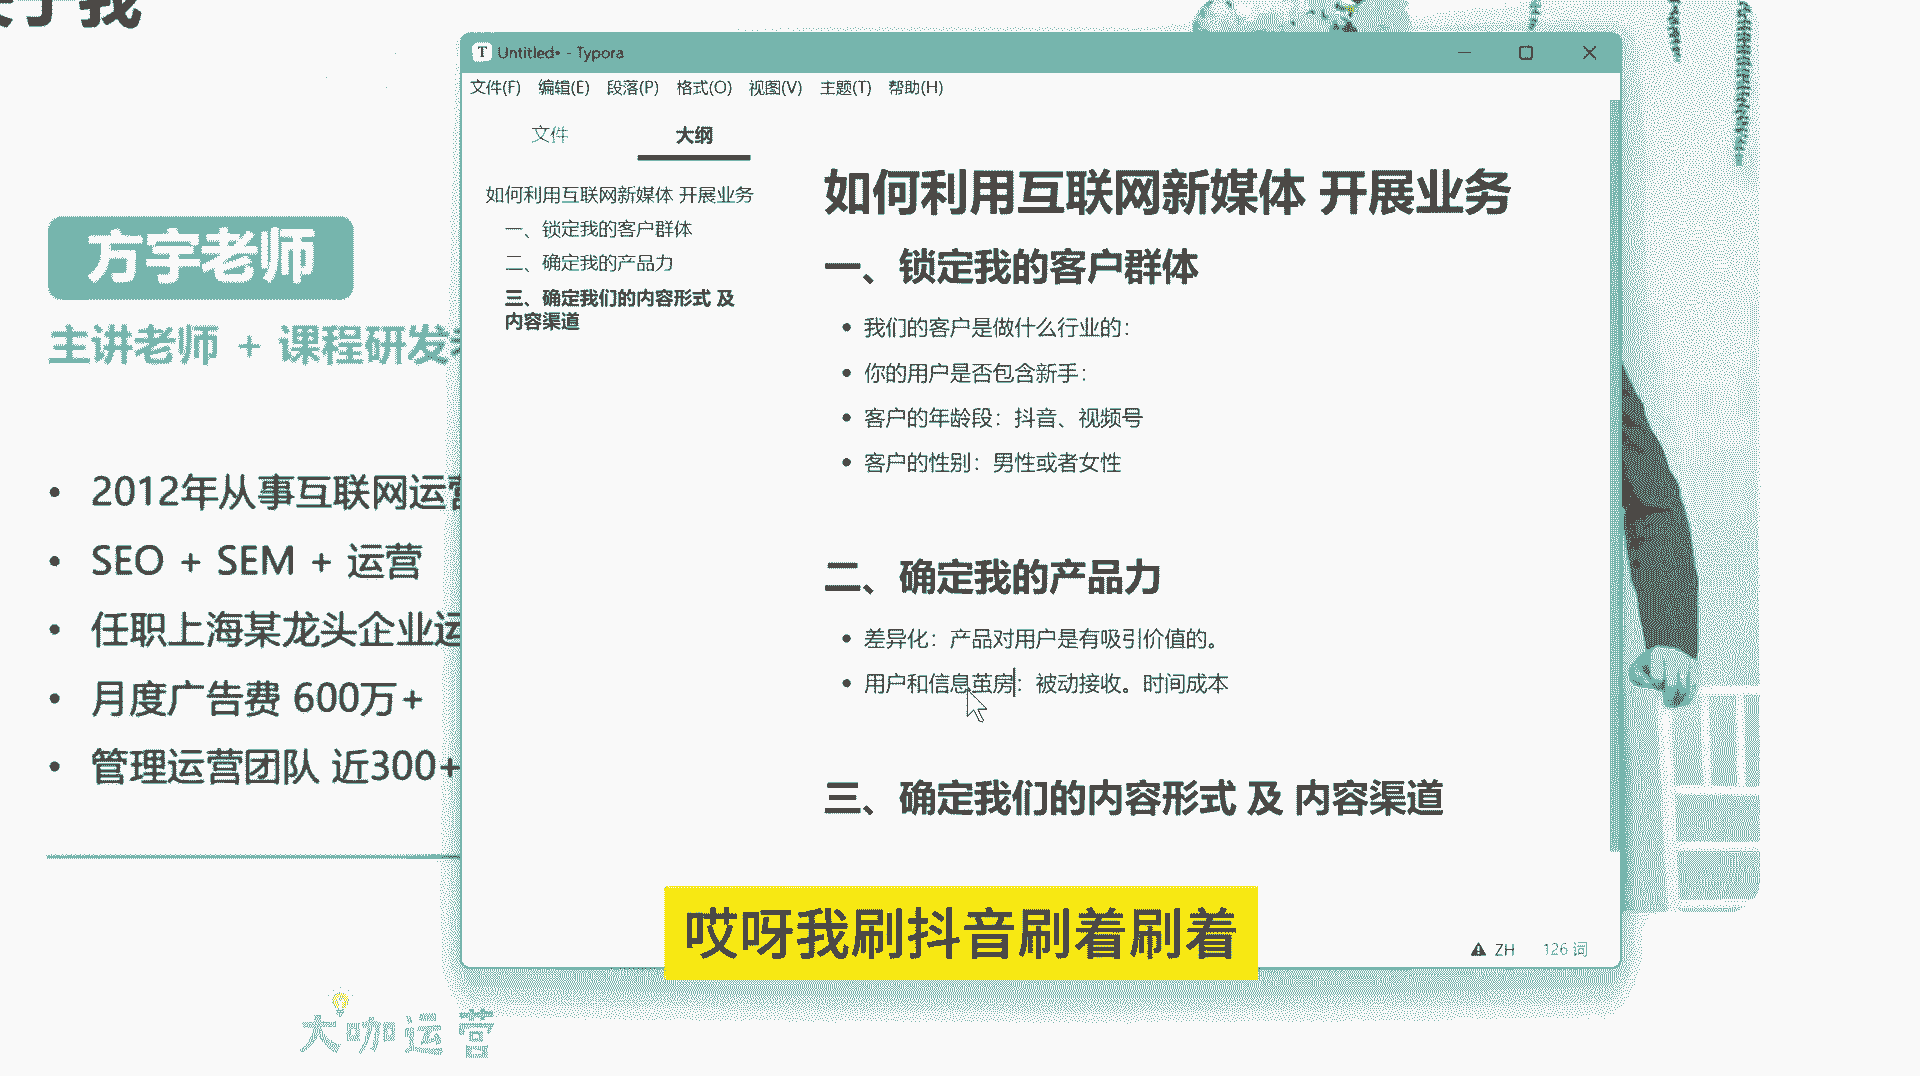 方宇老师
主讲老师 + 课程研发
2012年从事互联网运营
SEO + SEM + 运营
任职上海某龙头企业运
月度广告费 600万+
管理运营团队 近300+
大咖运营
Untitled• - Typora
文件(F) 编辑(E) 段落(P) 格式(O) 视图(V) 主题(T) 帮助(H)
文件 大纲
如何利用互联网新媒体 开展业务
一、锁定我的客户群体
二、确定我的产品力
三、确定我们的内容形式 及
内容渠道
如何利用互联网新媒体 开展业务
一、锁定我的客户群体
我们的客户是做什么行业的：
你的用户是否包含新手：
客户的年龄段：抖音、视频号
客户的性别：男性或者女性
二、确定我的产品力
差异化：产品对用户是有吸引价值的。
用户和信息茧房：被动接收。时间成本
三、确定我们的内容形式 及 内容渠道
ZH 126 词
哎呀我刷抖音刷着刷着